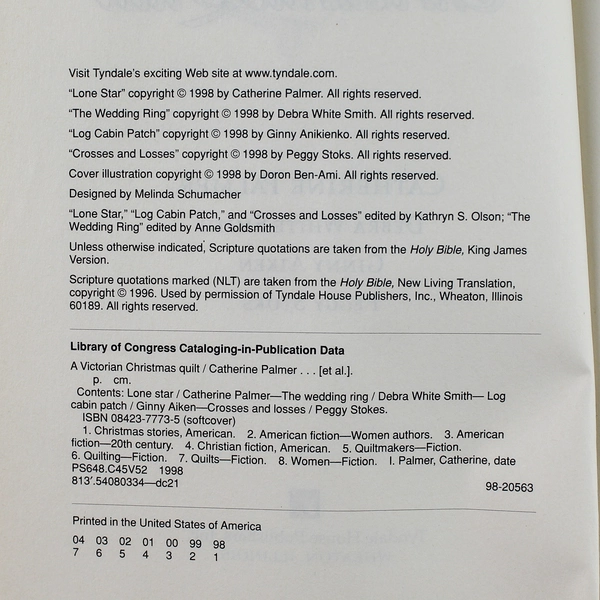 Visit Tyndale's exciting Web site at www.tyndale.com.
"Lone Star" copyright © 1998 by Catherine Palmer. All rights reserved.
"The Wedding Ring" copyright © 1998 by Debra White Smith. All rights reserved.
"Log Cabin Patch" copyright © 1998 by Ginny Anikienko. All rights reserved.
"Crosses and Losses" copyright © 1998 by Peggy Stoks. All rights reserved.
Cover illustration copyright © 1998 by Doron Ben-Ami. All rights reserved.
Designed by Melinda Schumacher
"Lone Star," "Log Cabin Patch," and "Crosses and Losses" edited by Kathryn S. Olson; "The
Wedding Ring" edited by Anne Goldsmith
Unless otherwise indicated, Scripture quotations are taken from the Holy Bible, King James
Version.
Scripture quotations marked (NLT) are taken from the Holy Bible, New Living Translation,
copyright © 1996. Used by permission of Tyndale House Publishers, Inc., Wheaton, Illinois
60189. All rights reserved.
Library of Congress Cataloging-in-Publication Data
A Victorian Christmas quilt / Catherine Palmer . . . [et al.].
p. cm.
Contents: Lone star / Catherine Palmer—The wedding ring / Debra White Smith— Log
cabin patch / Ginny Aiken—Crosses and losses / Peggy Stokes.
ISBN 08423-7773-5 (softcover)
1. Christmas stories, American. 2. American fiction—Women authors. 3. American
fiction—20th century. 4. Christian fiction, American. 5. Quiltmakers—Fiction.
6. Quilting—Fiction. 7. Quilts—Fiction. 8. Women—Fiction. I. Palmer, Catherine, date
PS648.C45V52 1998
813'.54080334—dc21 98-20563
Printed in the United States of America
04 03 02 01 00 99 98
7 6 5 4 3 2 1